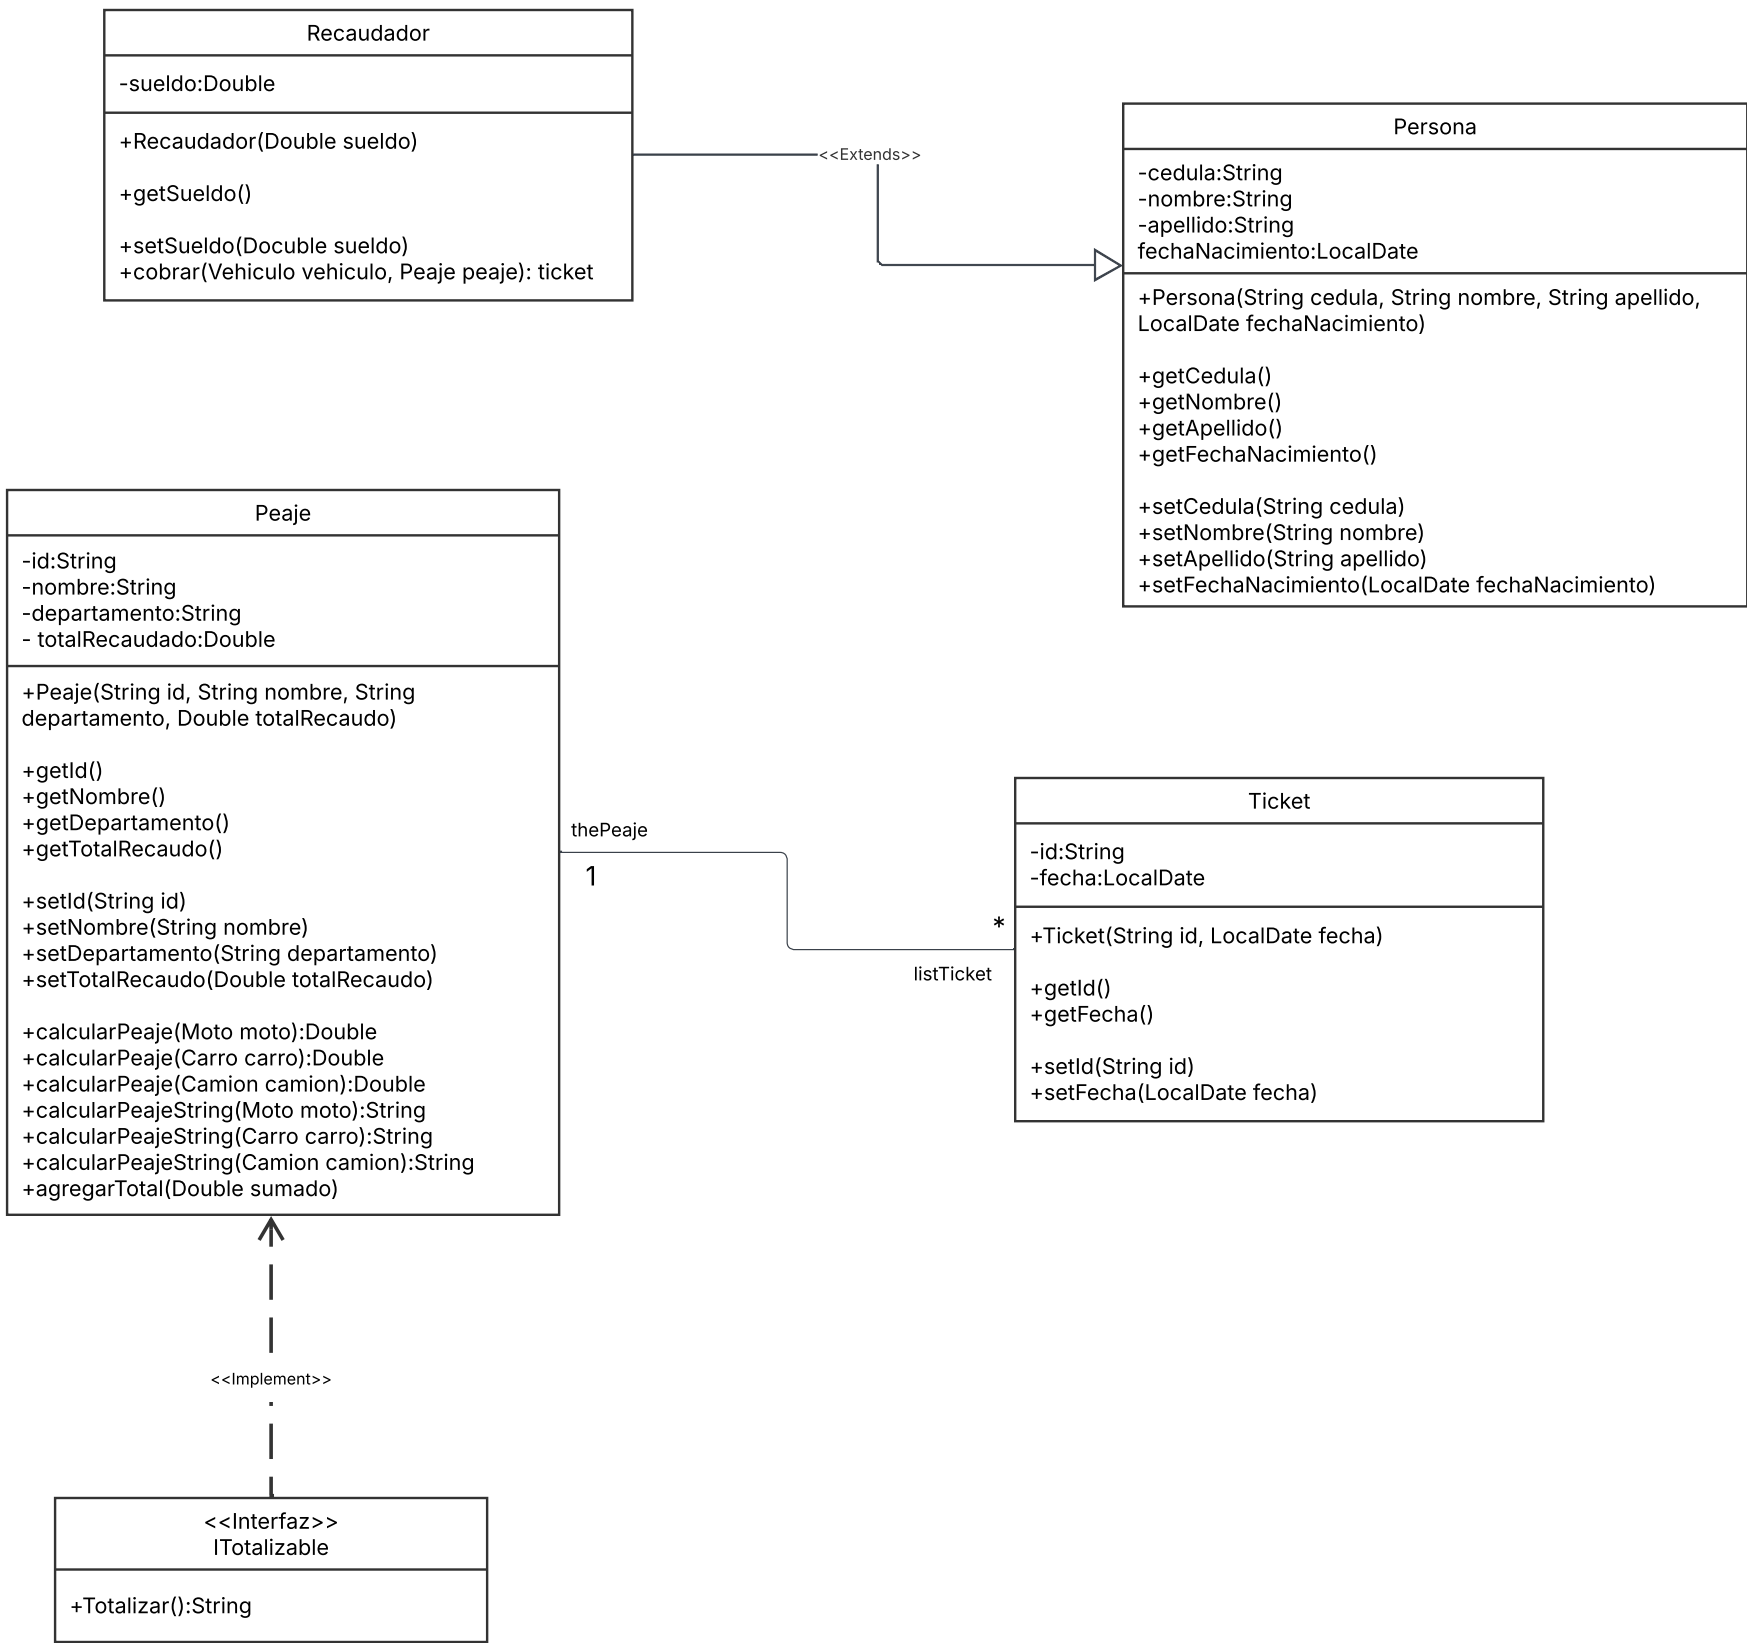 Recaudador
-sueldo:Double
+Recaudador(Double sueldo)
+getSueldo()
+setSueldo(Docuble sueldo)
+cobrar(Vehiculo vehiculo, Peaje peaje): ticket
<<Extends>>
Persona
-cedula:String
-nombre:String
-apellido:String
fechaNacimiento:LocalDate
+Persona(String cedula, String nombre, String apellido,
LocalDate fechaNacimiento)
+getCedula()
+getNombre()
+getApellido()
+getFechaNacimiento()
+setCedula(String cedula)
+setNombre(String nombre)
+setApellido(String apellido)
+setFechaNacimiento(LocalDate fechaNacimiento)
Peaje
-id:String
-nombre:String
-departamento:String
- totalRecaudado:Double
+Peaje(String id, String nombre, String
departamento, Double totalRecaudo)
+getId()
+getNombre()
+getDepartamento()
+getTotalRecaudo()
+setId(String id)
+setNombre(String nombre)
+setDepartamento(String departamento)
+setTotalRecaudo(Double totalRecaudo)
+calcularPeaje(Moto moto):Double
+calcularPeaje(Carro carro):Double
+calcularPeaje(Camion camion):Double
+calcularPeajeString(Moto moto):String
+calcularPeajeString(Carro carro):String
+calcularPeajeString(Camion camion):String
+agregarTotal(Double sumado)
thePeaje
1
*
listTicket
Ticket
-id:String
-fecha:LocalDate
+Ticket(String id, LocalDate fecha)
+getId()
+getFecha()
+setId(String id)
+setFecha(LocalDate fecha)
<<Implement>>
<<Interfaz>>
ITotalizable
+Totalizar():String